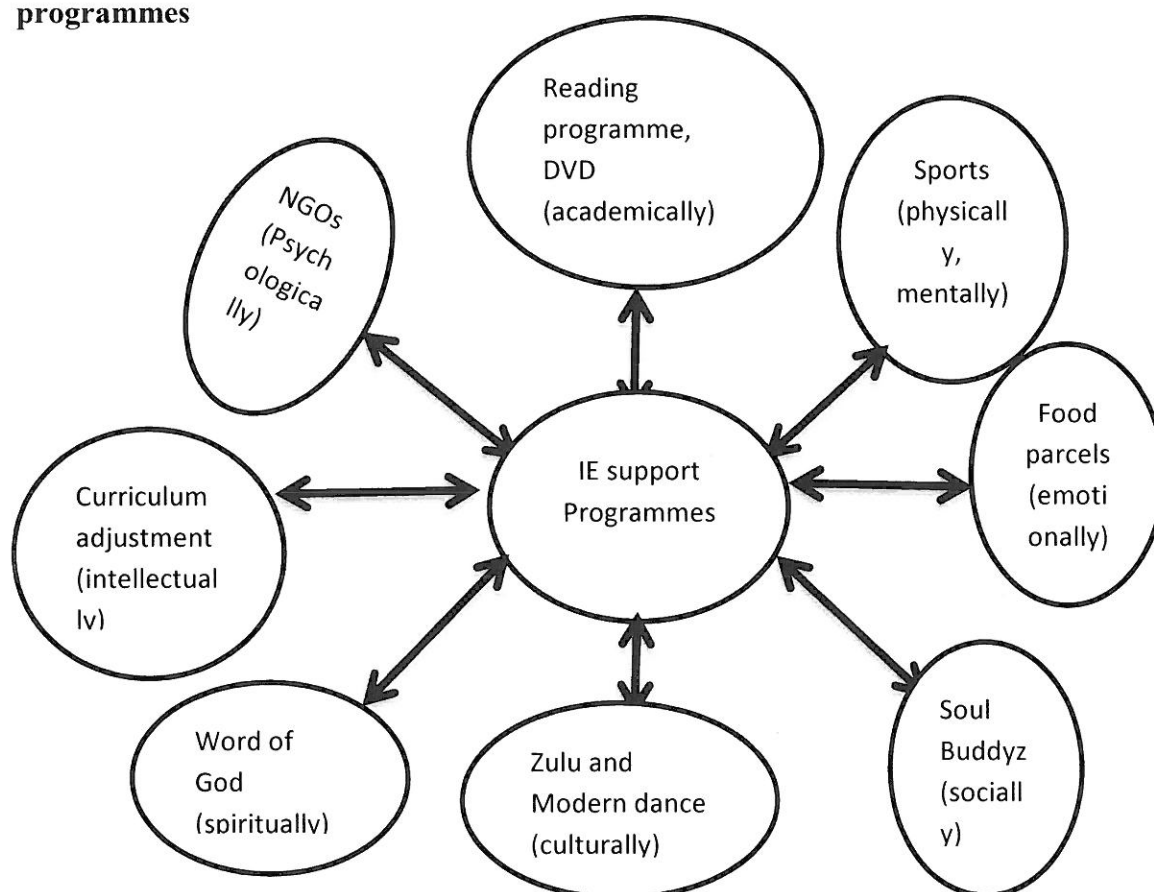 programmes
Reading
programme,
DVD
(academically)
Sports
(physicall
y,
mentally)
NGOs
(Psych
ologica
lly)
Food
parcels
(emoti
onally)
IE support
Programmes
Curriculum
adjustment
(intellectual
ly)
Word of
God
(spiritually)
Zulu and
Modern dance
(culturally)
Soul
Buddyz
(sociall
y)